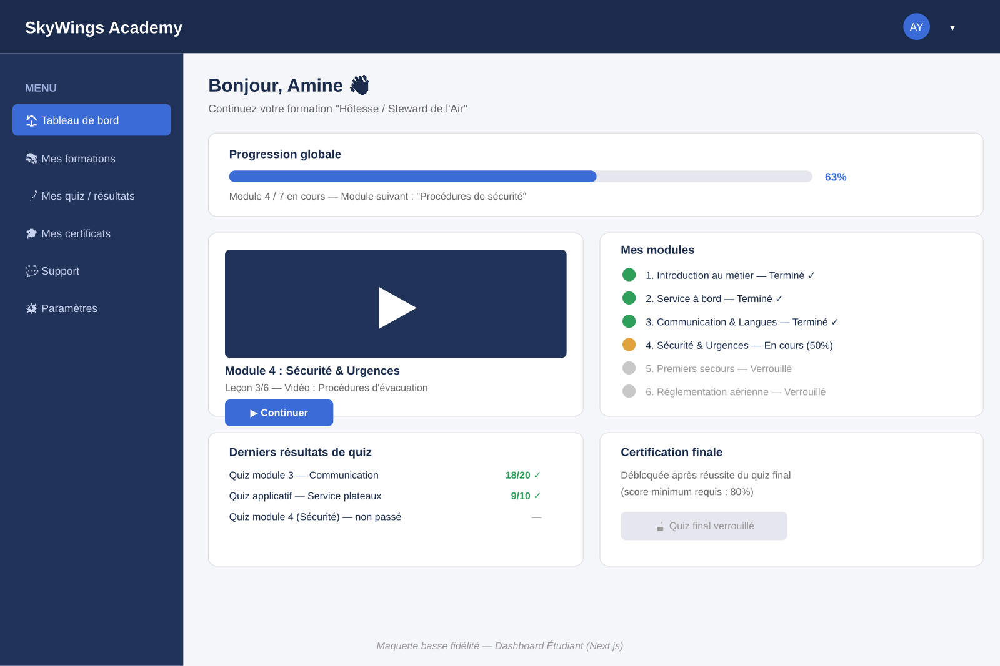 SkyWings Academy
AY ▼
MENU
Tableau de bord
Mes formations
Mes quiz / résultats
Mes certificats
Support
Paramètres
Bonjour, Amine 👋
Continuez votre formation "Hôtesse / Steward de l'Air"
Progression globale
63%
Module 4 / 7 en cours — Module suivant : "Procédures de sécurité"
Module 4 : Sécurité & Urgences
Leçon 3/6 — Vidéo : Procédures d'évacuation
▶ Continuer
Mes modules
1. Introduction au métier — Terminé ✓
2. Service à bord — Terminé ✓
3. Communication & Langues — Terminé ✓
4. Sécurité & Urgences — En cours (50%)
5. Premiers secours — Verrouillé
6. Réglementation aérienne — Verrouillé
Derniers résultats de quiz
Quiz module 3 — Communication 18/20 ✓
Quiz applicatif — Service plateaux 9/10 ✓
Quiz module 4 (Sécurité) — non passé —
Certification finale
Débloquée après réussite du quiz final
(score minimum requis : 80%)
Quiz final verrouillé
Maquette basse fidélité — Dashboard Étudiant (Next.js)